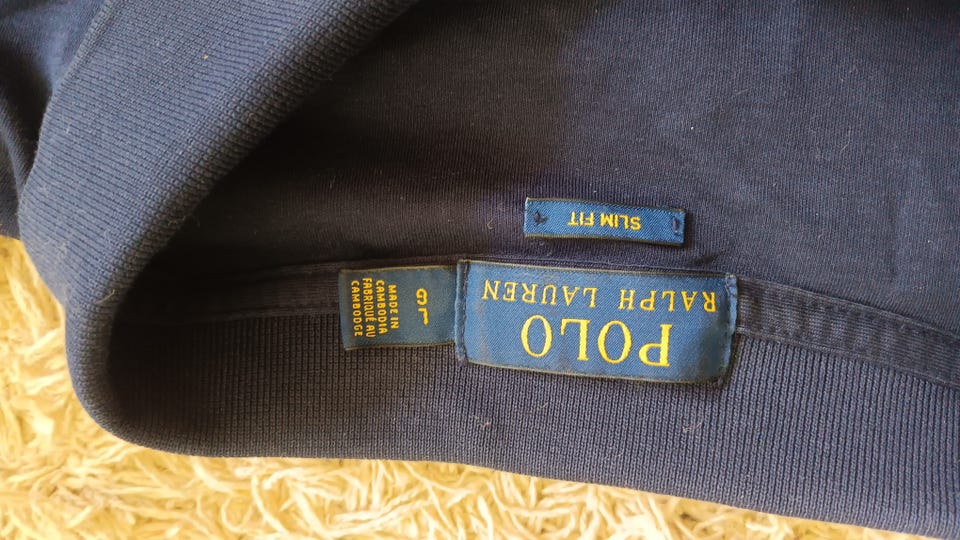 SLIM FIT
POLO
RALPH LAUREN
L G
MADE IN
CAMBODIA
FABRIQUÉ AU
CAMBODGE